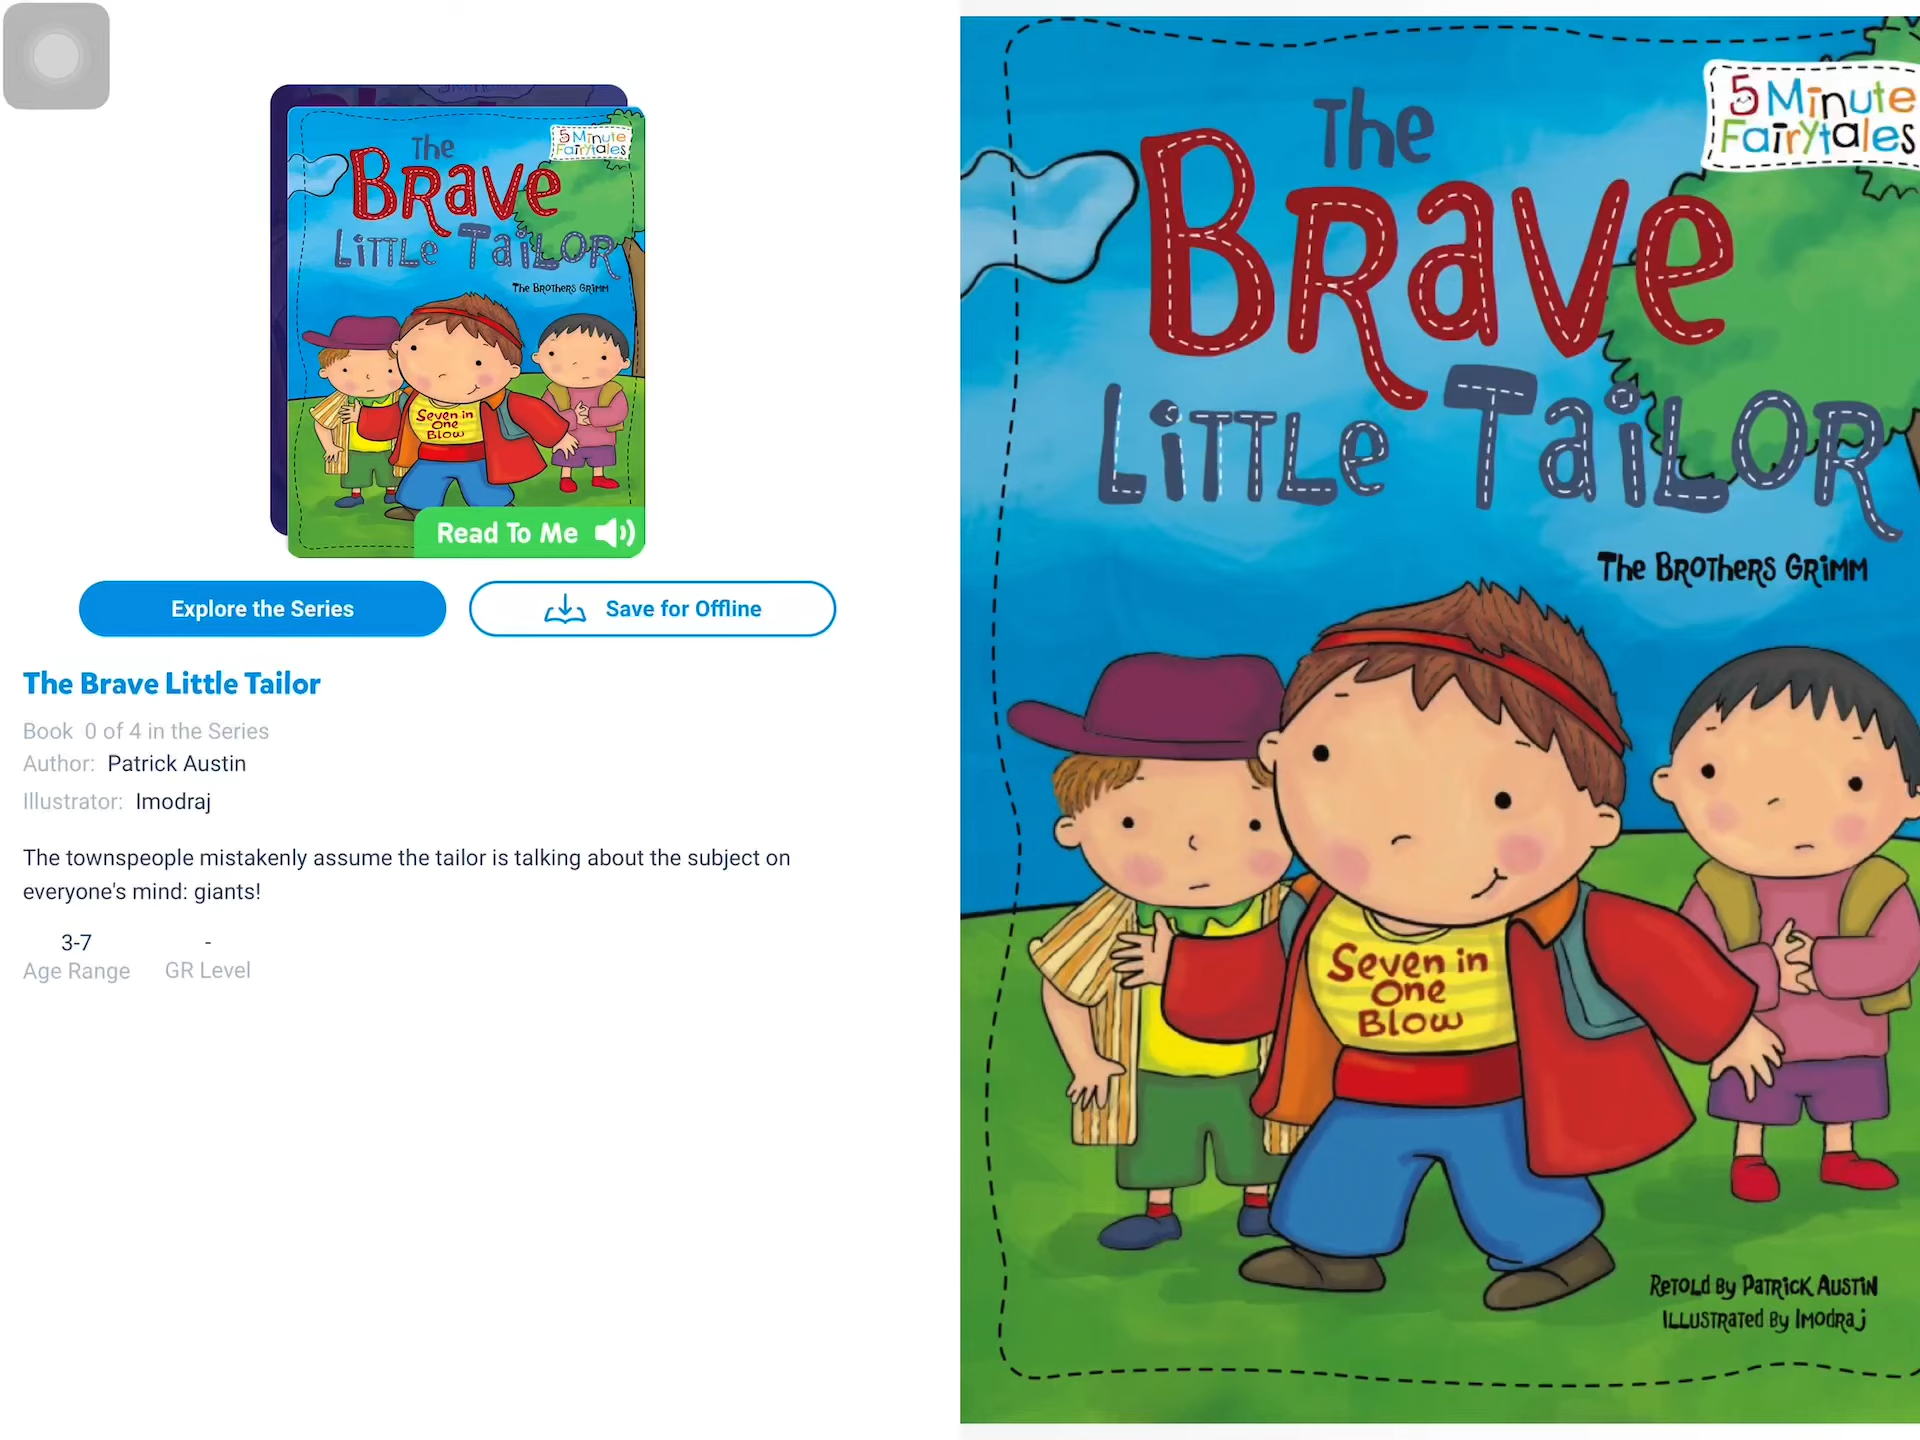 5 Minute
Fairytales
The
Brave
Little Tailor
The Brothers Grimm
Seven in
One
Blow
Read To Me
Explore the Series
Save for Offline
The Brave Little Tailor
Book 0 of 4 in the Series
Author: Patrick Austin
Illustrator: Imodraj
The townspeople mistakenly assume the tailor is talking about the subject on
everyone's mind: giants!
3-7 -
Age Range GR Level
5 Minute
Fairytales
The
Brave
Little Tailor
The Brothers Grimm
Seven in
One
Blow
Retold By Patrick Austin
Illustrated By Imodraj